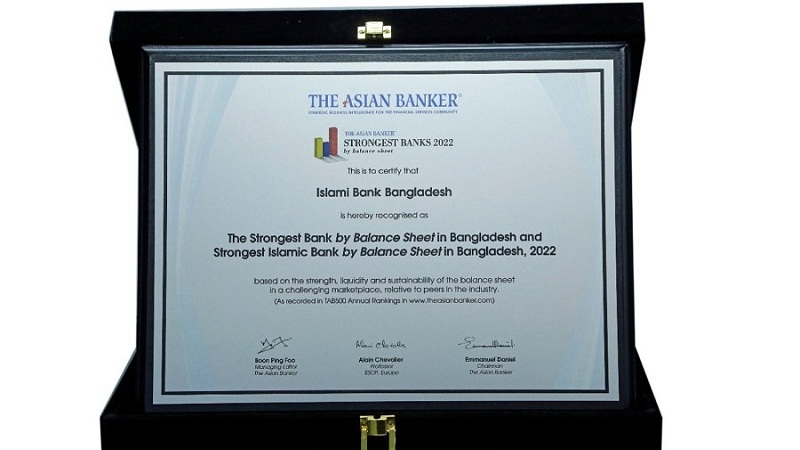 THE ASIAN BANKER®
STRATEGIC BUSINESS INTELLIGENCE FOR THE FINANCIAL SERVICES COMMUNITY
THE ASIAN BANKER®
STRONGEST BANKS 2022
by balance sheet
This is to certify that
Islami Bank Bangladesh
is hereby recognised as
The Strongest Bank by Balance Sheet in Bangladesh and
Strongest Islamic Bank by Balance Sheet in Bangladesh, 2022
based on the strength, liquidity and sustainability of the balance sheet
in a challenging marketplace, relative to peers in the industry.
(As recorded in TAB500 Annual Rankings in www.theasianbanker.com)
Boon Ping Foo
Managing Editor
The Asian Banker
Alain Chevalier
Professor
ESCP, Europe
Emmanuel Daniel
Chairman
The Asian Banker